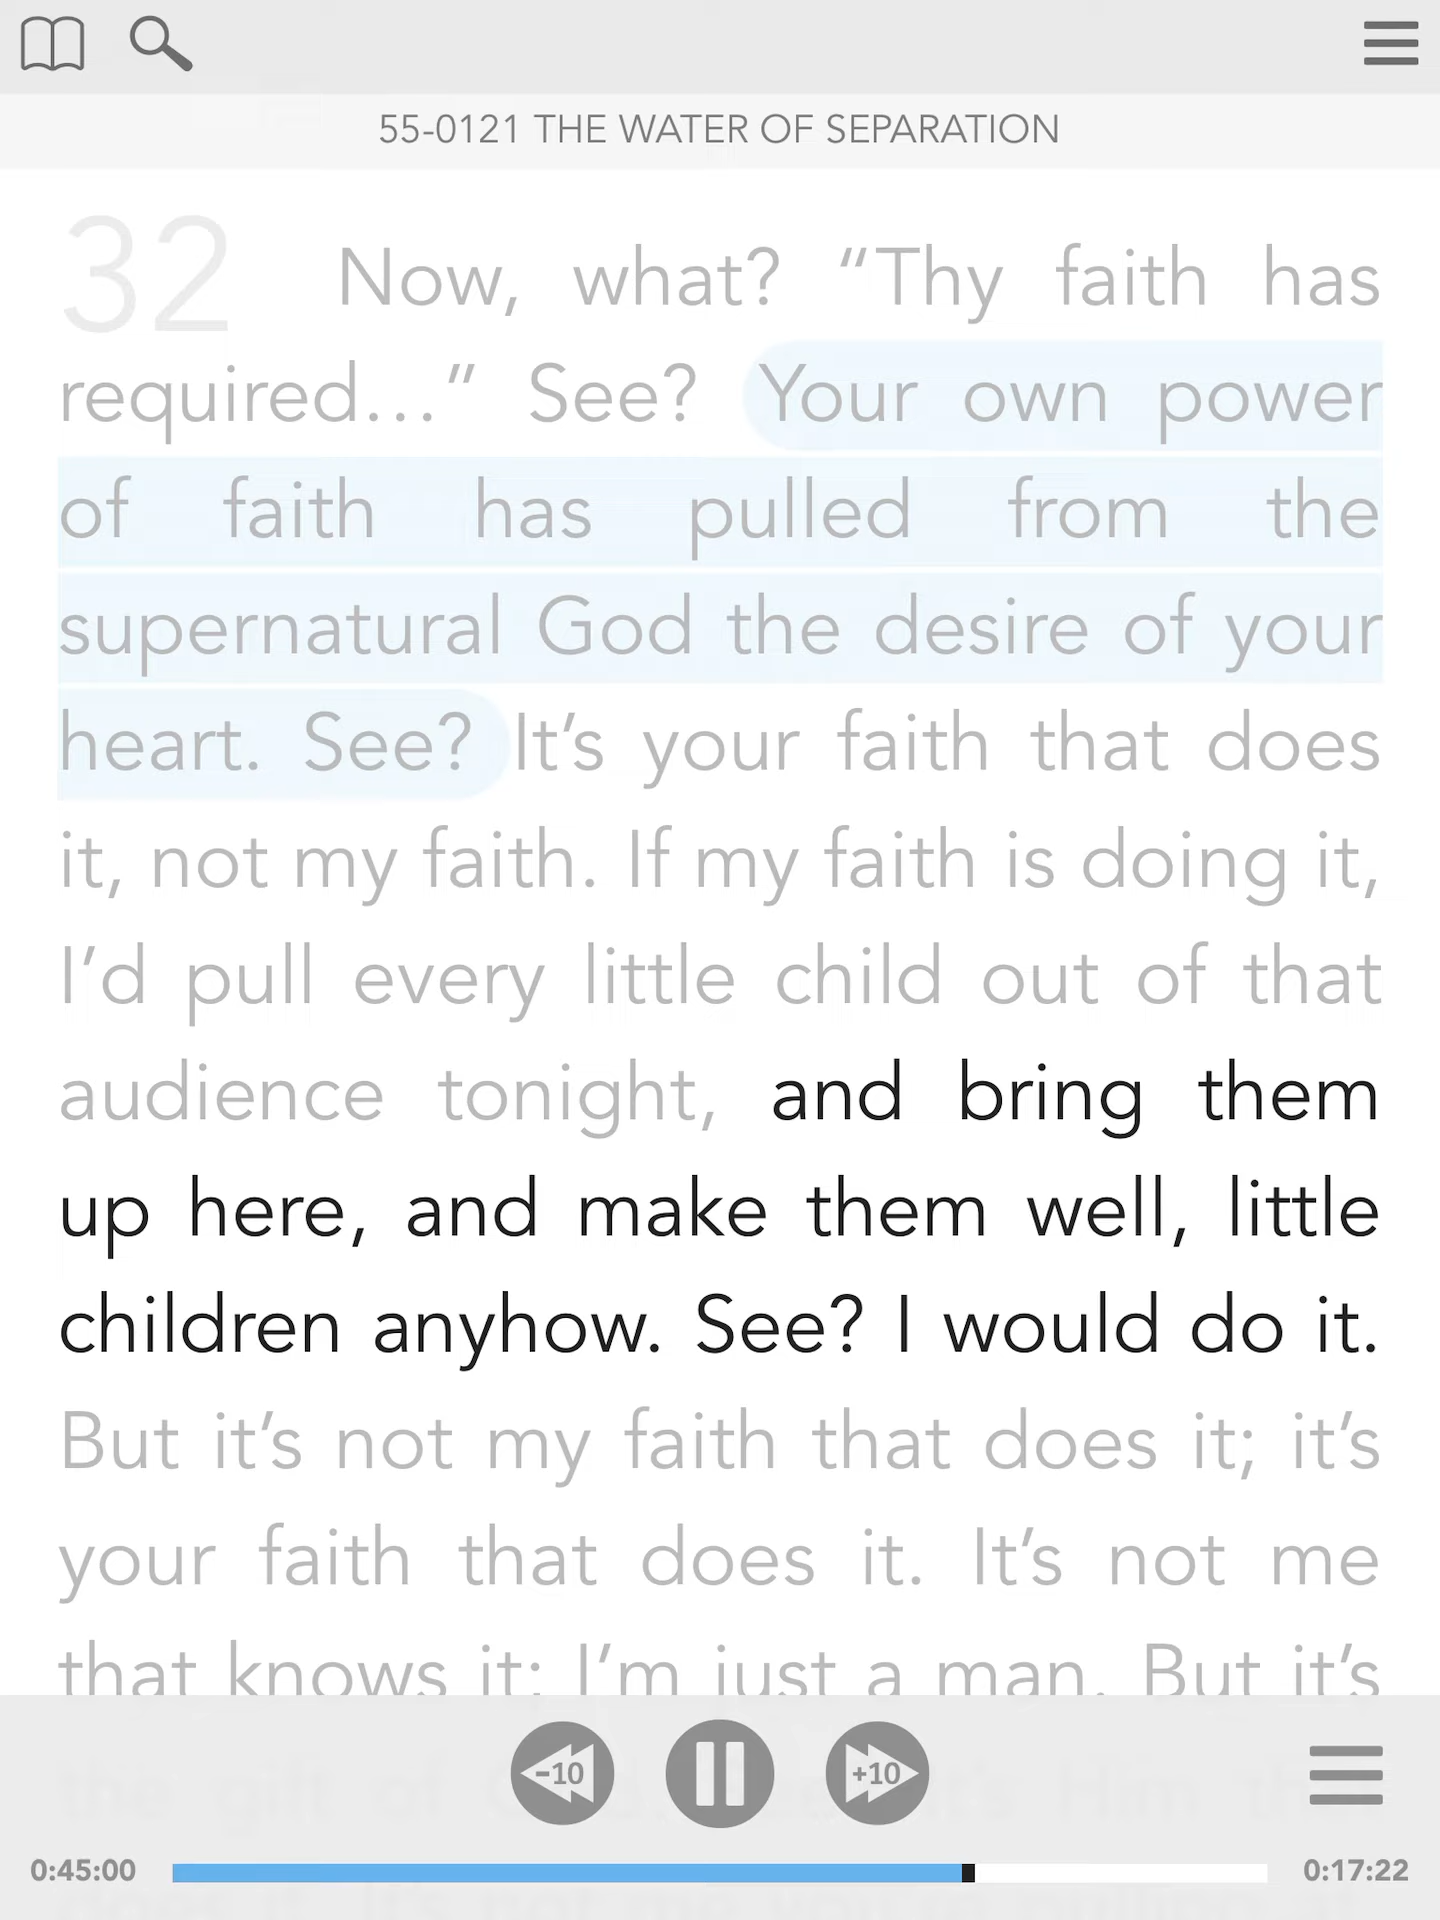 55-0121 THE WATER OF SEPARATION
32 Now, what? “Thy faith has
required…” See? Your own power
of faith has pulled from the
supernatural God the desire of your
heart. See? It’s your faith that does
it, not my faith. If my faith is doing it,
I’d pull every little child out of that
audience tonight, and bring them
up here, and make them well, little
children anyhow. See? I would do it.
But it’s not my faith that does it; it’s
your faith that does it. It’s not me
that knows it; I’m just a man. But it’s
the gift of
-10 +10
0:45:00 0:17:22